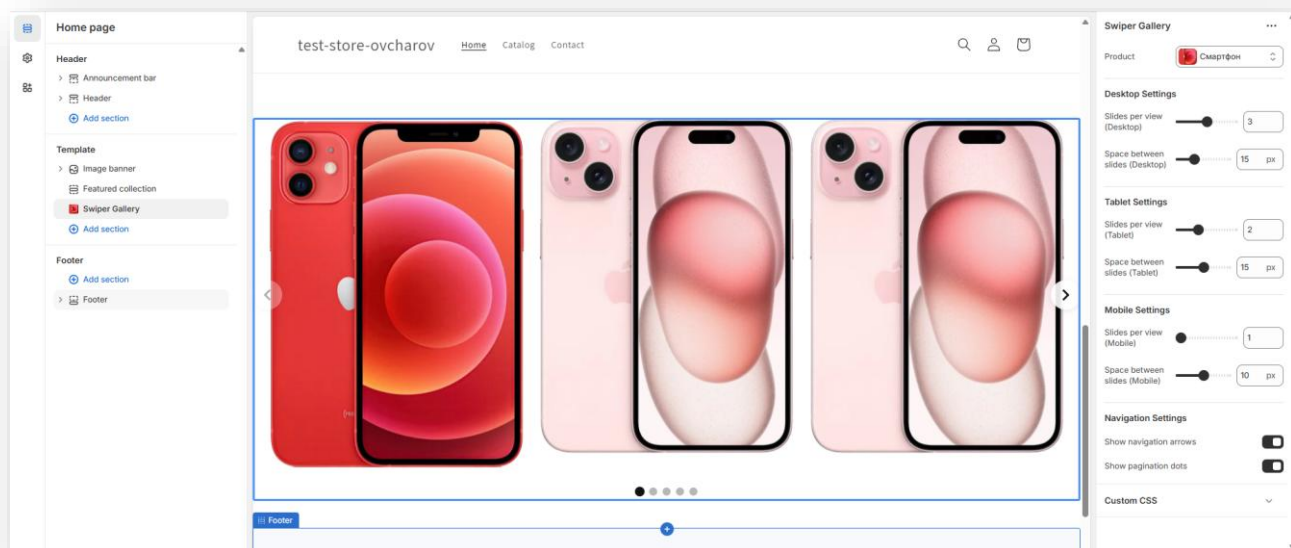 Home page
Header
Announcement bar
Header
Add section
Template
Image banner
Featured collection
Swiper Gallery
Add section
Footer
Add section
Footer
test-store-ovcharov Home Catalog Contact
Footer
Swiper Gallery
Product Смартфон
Desktop Settings
Slides per view
(Desktop) 3
Space between
slides (Desktop) 15 px
Tablet Settings
Slides per view
(Tablet) 2
Space between
slides (Tablet) 15 px
Mobile Settings
Slides per view
(Mobile) 1
Space between
slides (Mobile) 10 px
Navigation Settings
Show navigation arrows
Show pagination dots
Custom CSS